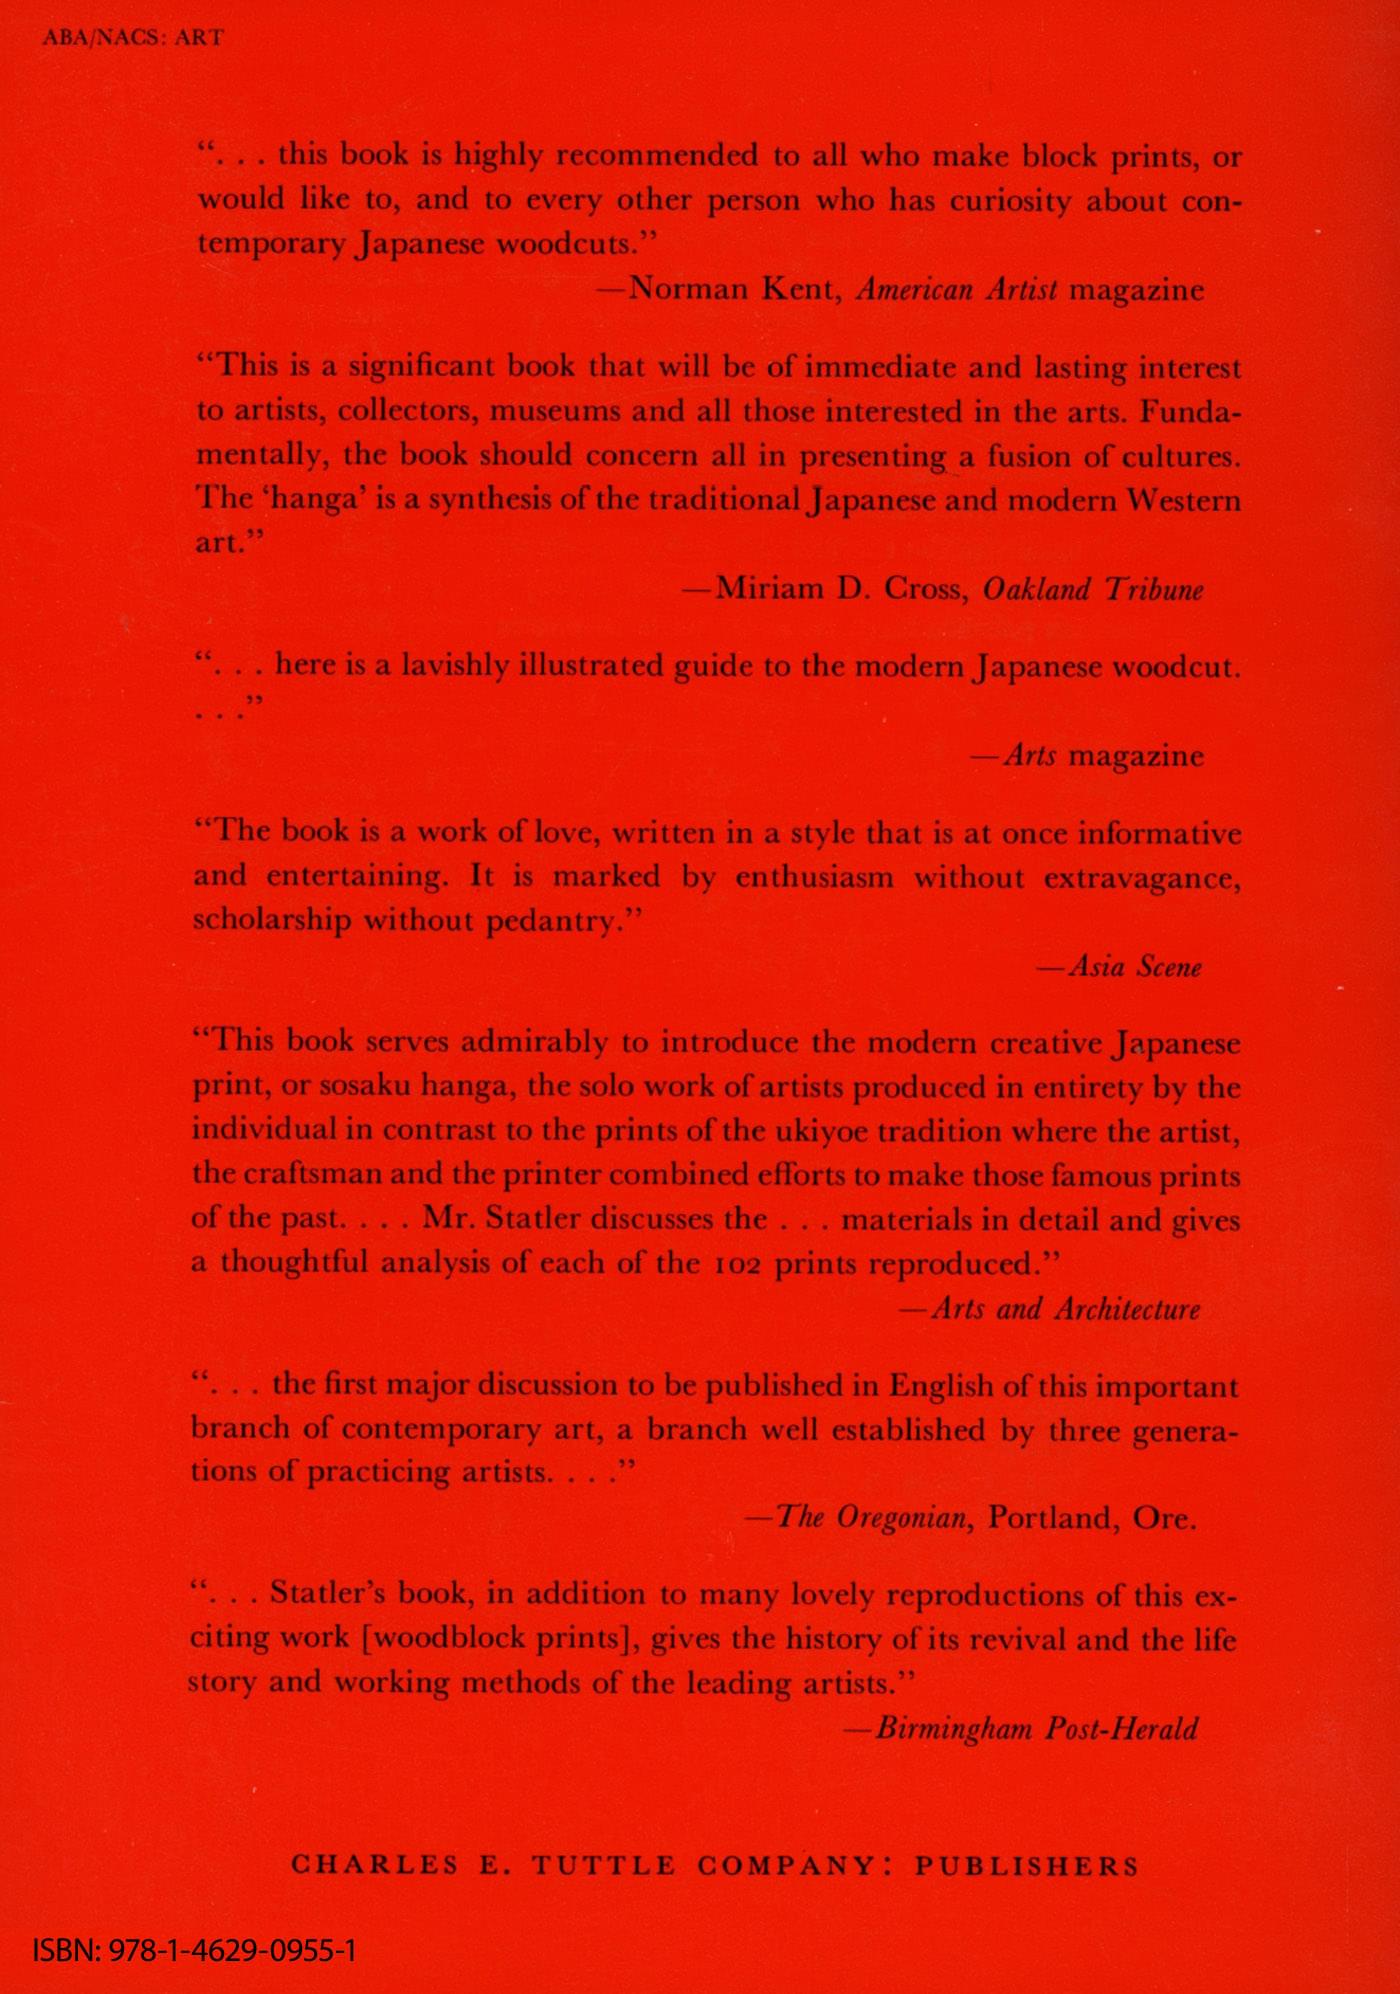 ABA/NACS: ART
“. . . this book is highly recommended to all who make block prints, or
would like to, and to every other person who has curiosity about con-
temporary Japanese woodcuts.”
—Norman Kent, American Artist magazine
“This is a significant book that will be of immediate and lasting interest
to artists, collectors, museums and all those interested in the arts. Funda-
mentally, the book should concern all in presenting a fusion of cultures.
The ‘hanga’ is a synthesis of the traditional Japanese and modern Western
art.”
—Miriam D. Cross, Oakland Tribune
“. . . here is a lavishly illustrated guide to the modern Japanese woodcut.
. . .”
—Arts magazine
“The book is a work of love, written in a style that is at once informative
and entertaining. It is marked by enthusiasm without extravagance,
scholarship without pedantry.”
—Asia Scene
“This book serves admirably to introduce the modern creative Japanese
print, or sosaku hanga, the solo work of artists produced in entirety by the
individual in contrast to the prints of the ukiyoe tradition where the artist,
the craftsman and the printer combined efforts to make those famous prints
of the past. . . . Mr. Statler discusses the . . . materials in detail and gives
a thoughtful analysis of each of the 102 prints reproduced.”
—Arts and Architecture
“. . . the first major discussion to be published in English of this important
branch of contemporary art, a branch well established by three genera-
tions of practicing artists. . . .”
—The Oregonian, Portland, Ore.
“. . . Statler’s book, in addition to many lovely reproductions of this ex-
citing work [woodblock prints], gives the history of its revival and the life
story and working methods of the leading artists.”
—Birmingham Post-Herald
CHARLES E. TUTTLE COMPANY: PUBLISHERS
ISBN: 978-1-4629-0955-1